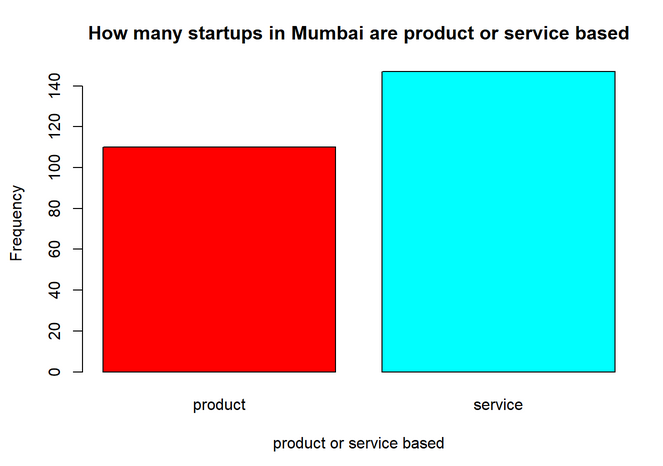 How many startups in Mumbai are product or service based
Frequency
140
120
100
80
60
40
20
0
product service
product or service based